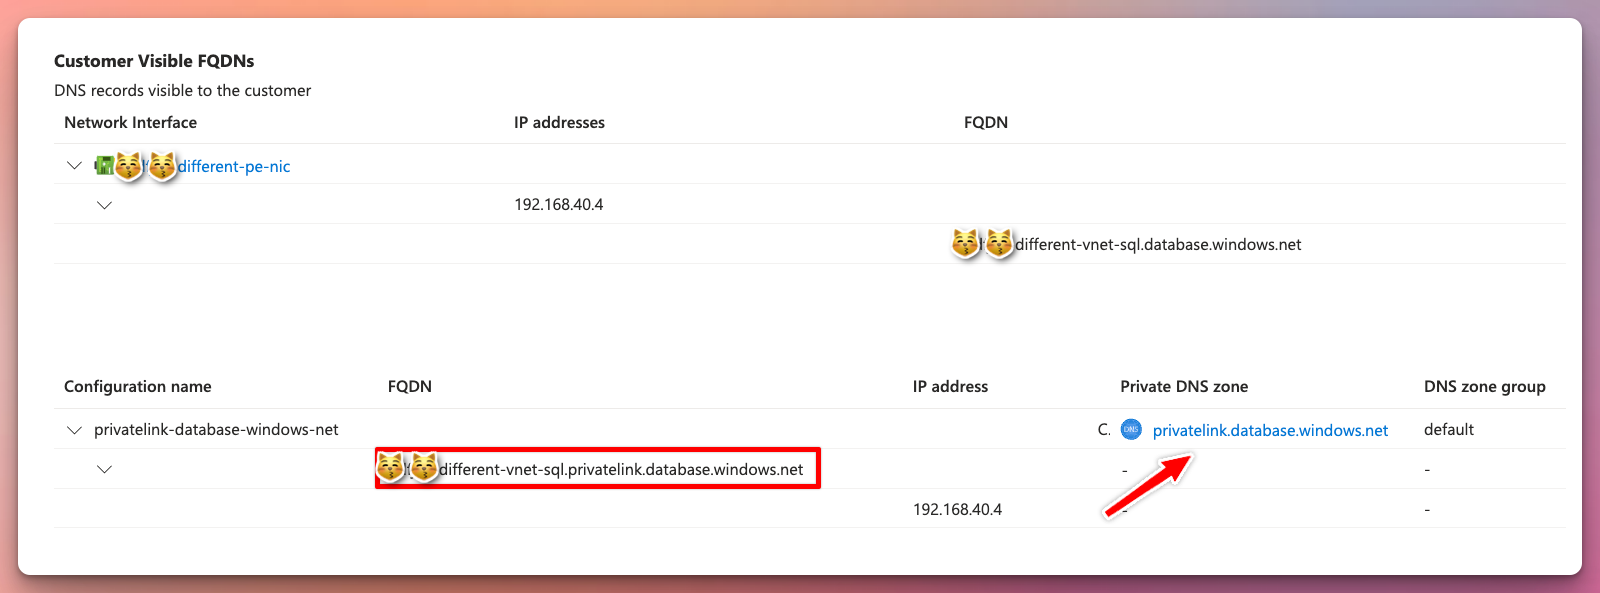 Customer Visible FQDNs
DNS records visible to the customer
Network Interface IP addresses FQDN
different-pe-nic
192.168.40.4
different-vnet-sql.database.windows.net
Configuration name FQDN IP address Private DNS zone DNS zone group
privatelink-database-windows-net C. DNS privatelink.database.windows.net default
different-vnet-sql.privatelink.database.windows.net - -
192.168.40.4 - -